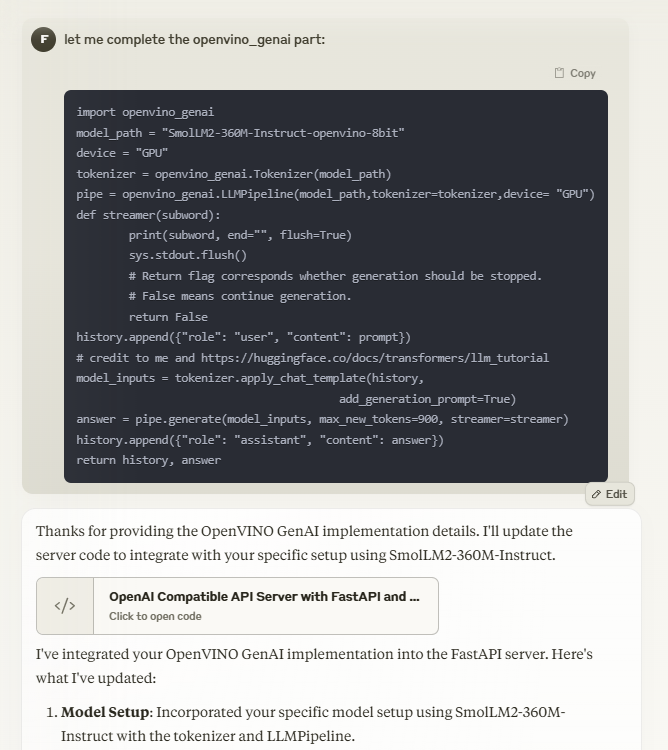 F let me complete the openvino_genai part:
Copy
import openvino_genai
model_path = "SmolLM2-360M-Instruct-openvino-8bit"
device = "GPU"
tokenizer = openvino_genai.Tokenizer(model_path)
pipe = openvino_genai.LLMPipeline(model_path,tokenizer=tokenizer,device= "GPU")
def streamer(subword):
        print(subword, end="", flush=True)
        sys.stdout.flush()
        # Return flag corresponds whether generation should be stopped.
        # False means continue generation.
        return False
history.append({"role": "user", "content": prompt})
# credit to me and https://huggingface.co/docs/transformers/llm_tutorial
model_inputs = tokenizer.apply_chat_template(history,
                                        add_generation_prompt=True)
answer = pipe.generate(model_inputs, max_new_tokens=900, streamer=streamer)
history.append({"role": "assistant", "content": answer})
return history, answer
Edit
Thanks for providing the OpenVINO GenAI implementation details. I'll update the
server code to integrate with your specific setup using SmolLM2-360M-Instruct.
</> OpenAI Compatible API Server with FastAPI and ...
Click to open code
I've integrated your OpenVINO GenAI implementation into the FastAPI server. Here's
what I've updated:
1. Model Setup: Incorporated your specific model setup using SmolLM2-360M-
Instruct with the tokenizer and LLMPipeline.